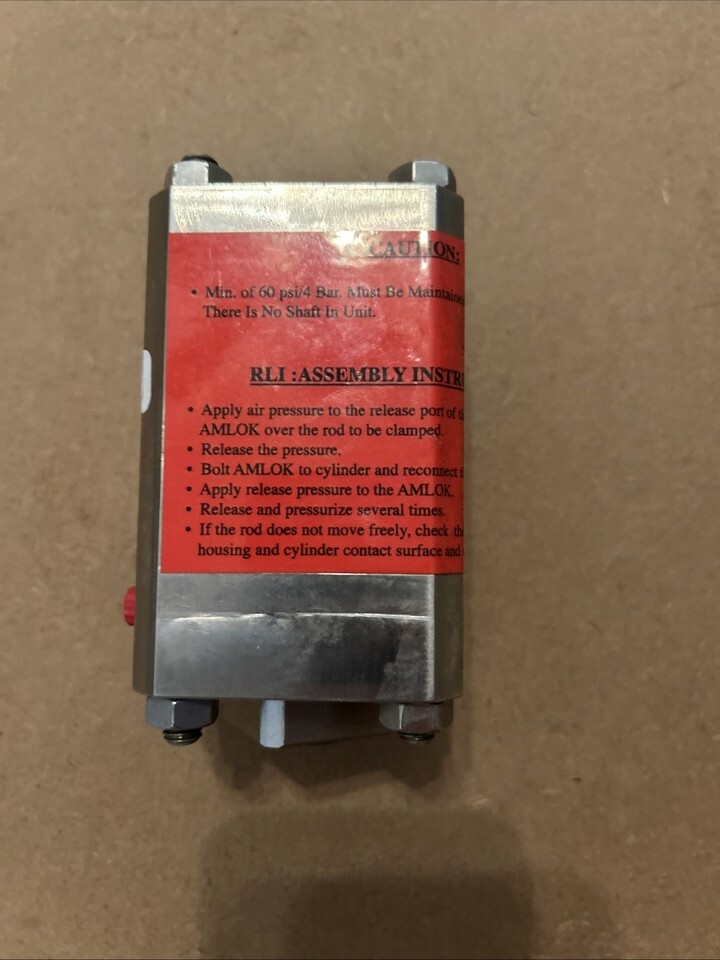 CAUTION:
• Min. of 60 psi/4 Bar. Must Be Maintained
There Is No Shaft In Unit.
RLI :ASSEMBLY INSTRU
• Apply air pressure to the release port of th
AMLOK over the rod to be clamped.
• Release the pressure.
• Bolt AMLOK to cylinder and reconnect t
• Apply release pressure to the AMLOK.
• Release and pressurize several times.
• If the rod does not move freely, check the
housing and cylinder contact surface and